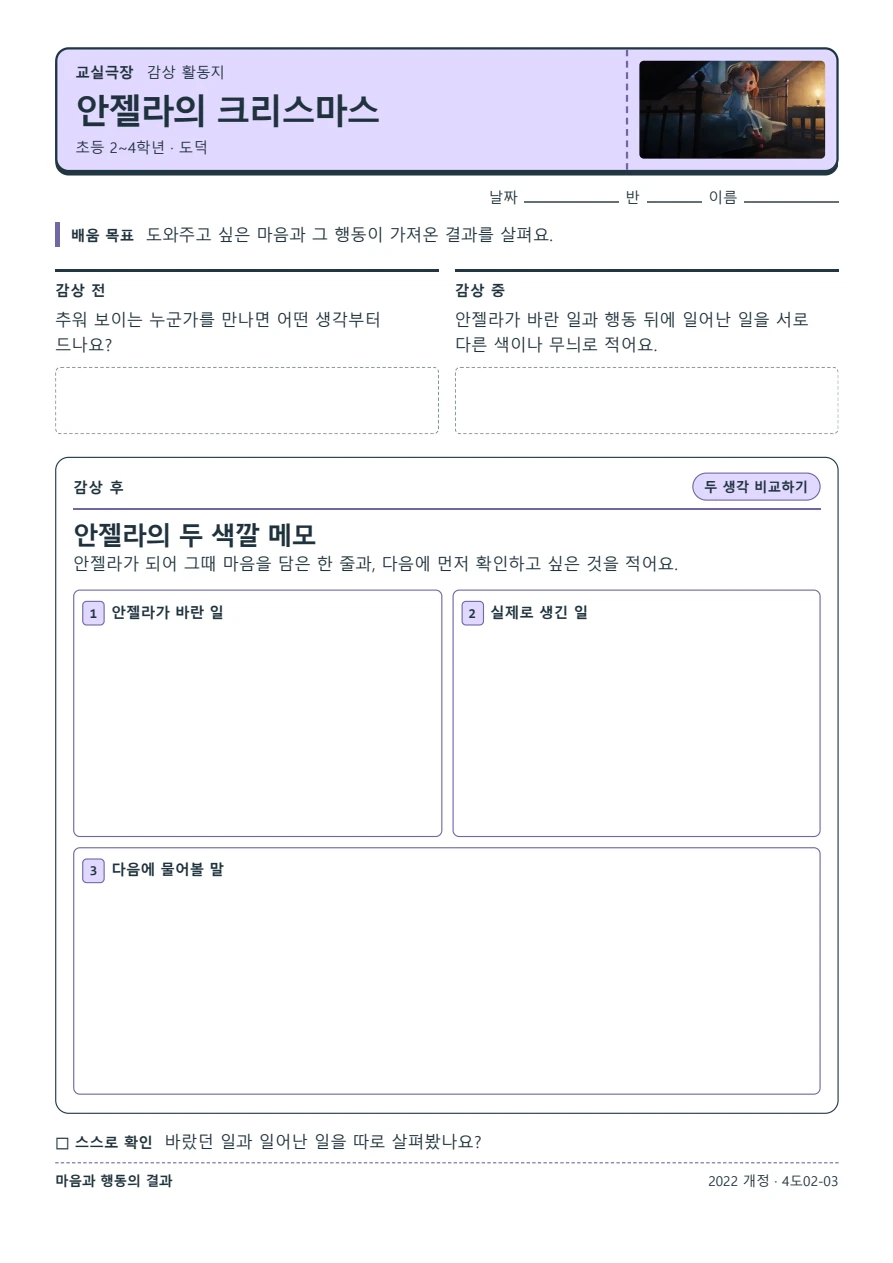 교실극장 감상 활동지
안젤라의 크리스마스
초등 2~4학년 · 도덕
날짜 반 이름
배움 목표 도와주고 싶은 마음과 그 행동이 가져온 결과를 살펴요.
감상 전
추워 보이는 누군가를 만나면 어떤 생각부터
드나요?
감상 중
안젤라가 바란 일과 행동 뒤에 일어난 일을 서로
다른 색이나 무늬로 적어요.
감상 후
두 생각 비교하기
안젤라의 두 색깔 메모
안젤라가 되어 그때 마음을 담은 한 줄과, 다음에 먼저 확인하고 싶은 것을 적어요.
1 안젤라가 바란 일
2 실제로 생긴 일
3 다음에 물어볼 말
스스로 확인 바랐던 일과 일어난 일을 따로 살펴봤나요?
마음과 행동의 결과
2022 개정 · 4도02-03